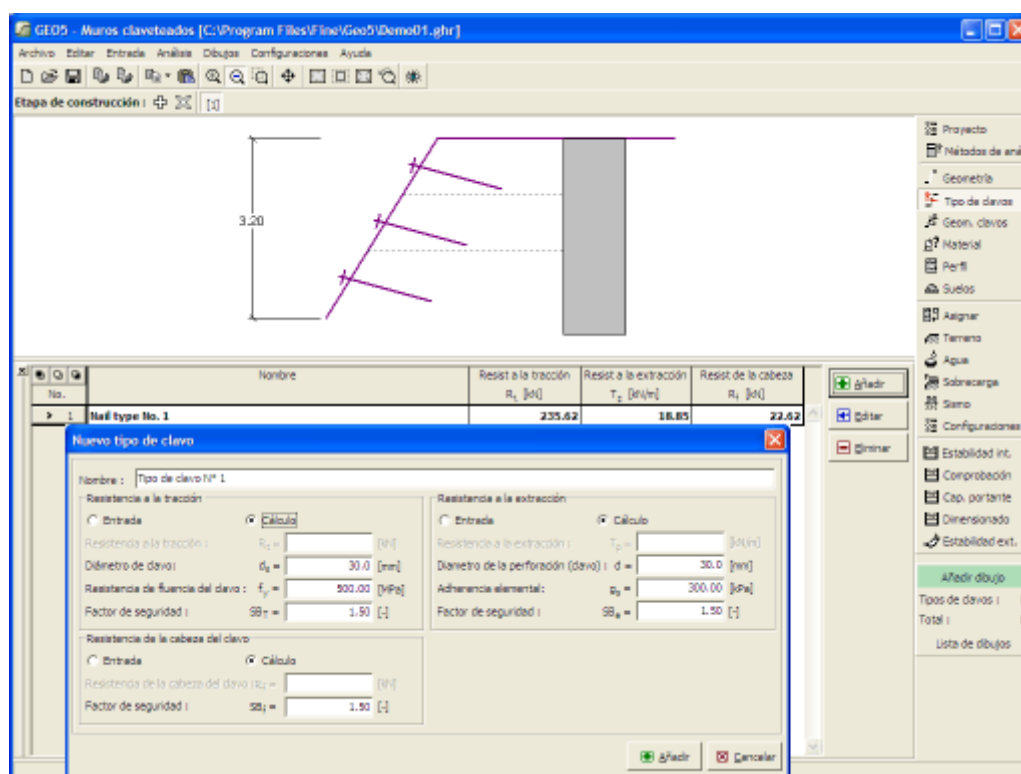 GEO5 - Muros claveteados [C:\Program Files\Fine\Geo5\Demo01.ghr]
Archivo Editar Entrada Análisis Dibujos Configuraciones Ayuda
Etapa de construcción : [1]
3.20
Proyecto
Métodos de aná
Geometría
Tipo de clavos
Geom. clavos
Material
Perfil
Suelos
Asignar
Terreno
Agua
Sobrecarga
Sismo
Configuraciones
Estabilidad int.
Comprobación
Cap. portante
Dimensionado
Estabilidad ext.
Añadir dibujo
Tipos de clavos :
Total :
Lista de dibujos
No. Nombre Resist a la tracción Resist a la extracción Resist de la cabeza
Rt [kN] Tp [kN/m] Rf [kN]
1 Nail type No. 1 235.62 18.85 22.62
Añadir
Editar
Eliminar
Nuevo tipo de clavo
Nombre : Tipo de clavo N° 1
Resistencia a la tracción
Entrada Cálculo
Resistencia a la tracción : Rt = [kN]
Diámetro de clavo: ds = 30.0 [mm]
Resistencia de fluencia del clavo : fy = 500.00 [MPa]
Factor de seguridad : SBT = 1.50 [-]
Resistencia a la extracción
Entrada Cálculo
Resistencia a la extracción : Tp = [kN/m]
Diametro de la perforación (clavo) : d = 30.0 [mm]
Adherencia elemental: gs = 300.00 [kPa]
Factor de seguridad : SBe = 1.50 [-]
Resistencia de la cabeza del clavo
Entrada Cálculo
Resistencia de la cabeza del clavo :Rf = [kN]
Factor de seguridad : SBf = 1.50 [-]
Añadir Cancelar